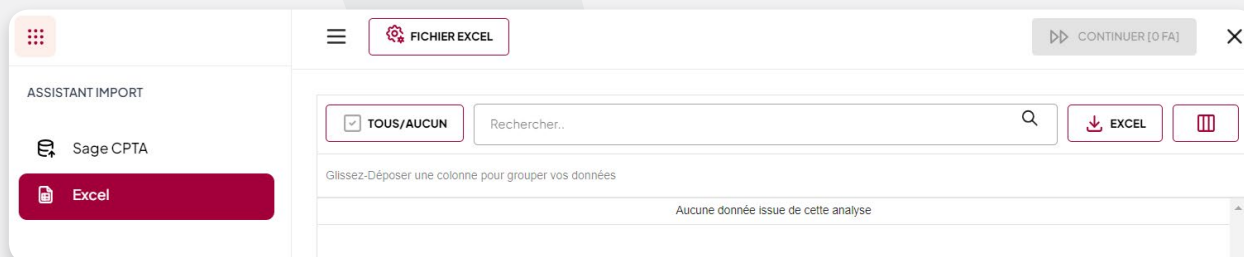 FICHIER EXCEL
CONTINUER [0 FA]
ASSISTANT IMPORT
Sage CPTA
Excel
TOUS/AUCUN
Rechercher..
EXCEL
Glissez-Déposer une colonne pour grouper vos données
Aucune donnée issue de cette analyse